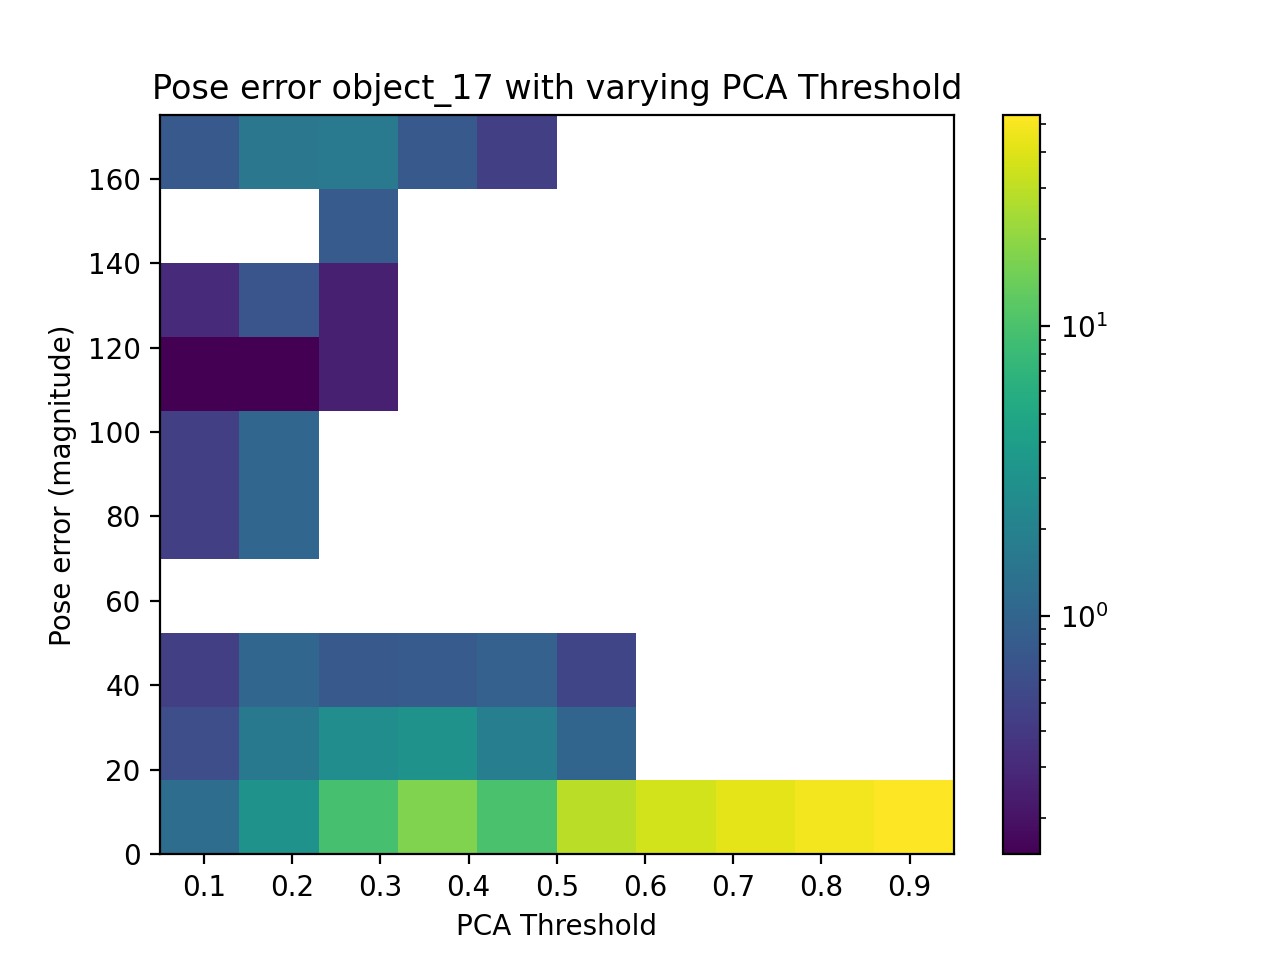 Pose error object_17 with varying PCA Threshold
160
140
120
100
80
60
40
20
0
Pose error (magnitude)
0.1 0.2 0.3 0.4 0.5 0.6 0.7 0.8 0.9
PCA Threshold
10¹
10⁰